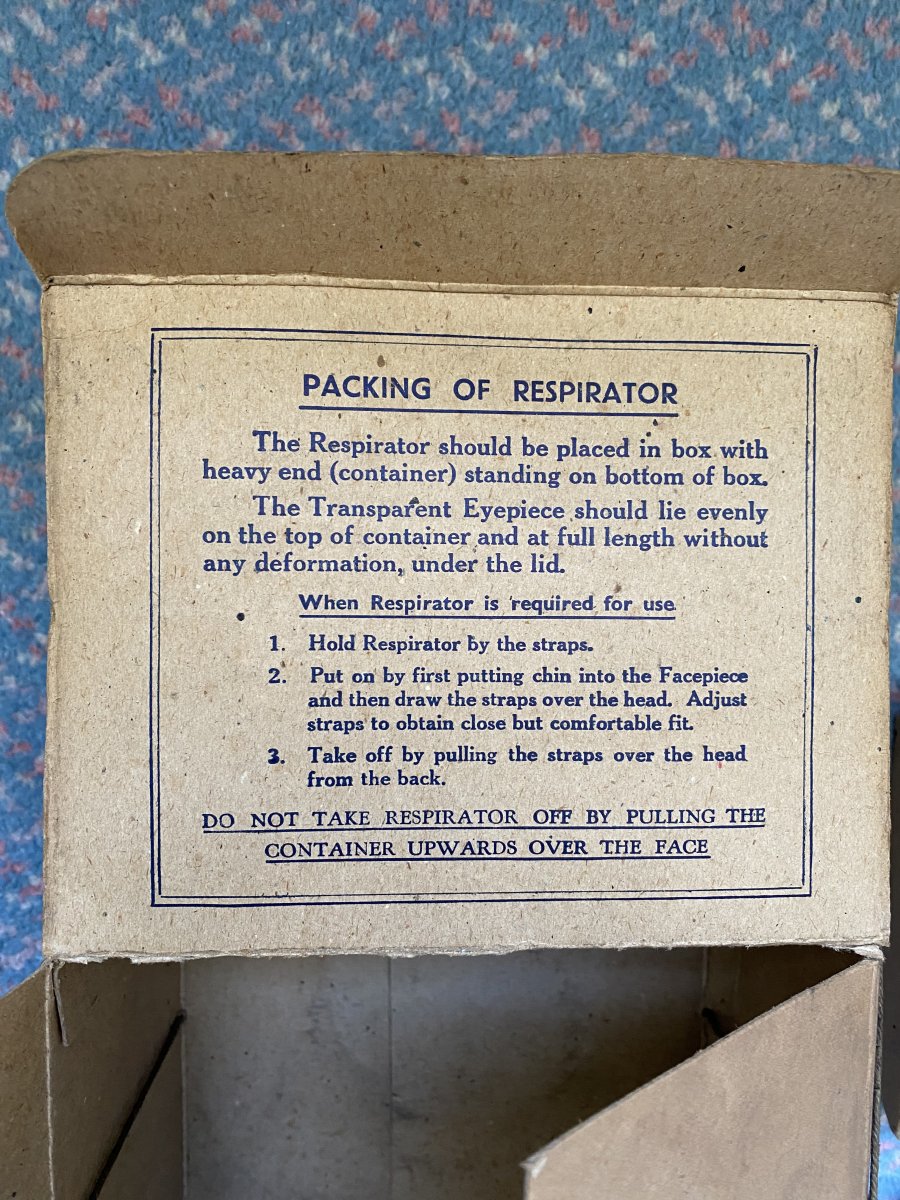 PACKING OF RESPIRATOR
The Respirator should be placed in box with
heavy end (container) standing on bottom of box.
The Transparent Eyepiece should lie evenly
on the top of container and at full length without
any deformation, under the lid.
When Respirator is required for use
1. Hold Respirator by the straps.
2. Put on by first putting chin into the Facepiece
and then draw the straps over the head. Adjust
straps to obtain close but comfortable fit.
3. Take off by pulling the straps over the head
from the back.
DO NOT TAKE RESPIRATOR OFF BY PULLING THE
CONTAINER UPWARDS OVER THE FACE